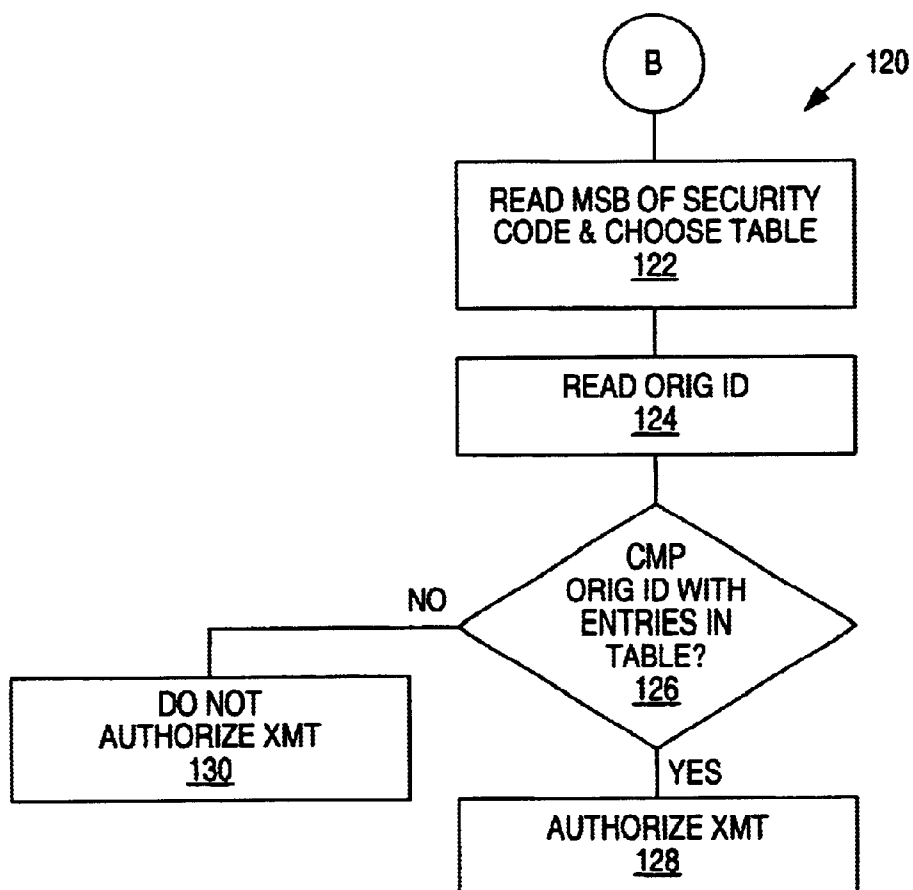 B
120
READ MSB OF SECURITY
CODE & CHOOSE TABLE
122
READ ORIG ID
124
CMP
ORIG ID WITH
ENTRIES IN
TABLE?
126
NO
DO NOT
AUTHORIZE XMT
130
YES
AUTHORIZE XMT
128